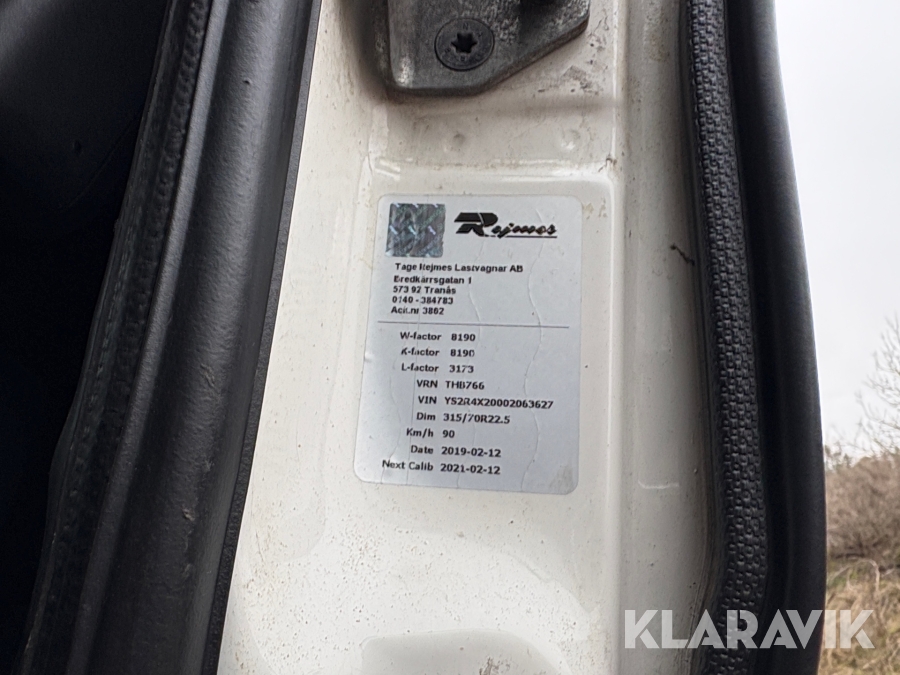 Rejmes
Tage Rejmes Lastvagnar AB
Bredkärrsgatan 1
573 92 Tranås
0140 - 384783
Ack.nr 3862
W-factor 8190
K-factor 8190
L-factor 3173
VRN THB766
VIN YS2R4X20002063627
Dim 315/70R22.5
Km/h 90
Date 2019-02-12
Next Calib 2021-02-12
KLARAVIK